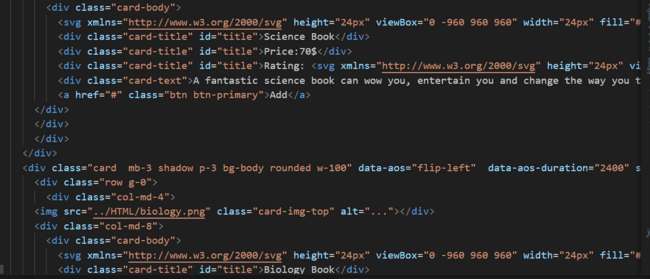 <div class="card-body">
<svg xmlns="http://www.w3.org/2000/svg" height="24px" viewBox="0 -960 960 960" width="24px" fill="#
<div class="card-title" id="title">Science Book</div>
<div class="card-title" id="title">Price:70$</div>
<div class="card-title" id="title">Rating: <svg xmlns="http://www.w3.org/2000/svg" height="24px" vi
<div class="card-text">A fantastic science book can wow you, entertain you and change the way you t
<a href="#" class="btn btn-primary">Add</a>
</div>
</div>
</div>
</div>
<div class="card  mb-3 shadow p-3 bg-body rounded w-100" data-aos="flip-left"  data-aos-duration="2400" s
<div class="row g-0">
<div class="col-md-4">
<img src="../HTML/biology.png" class="card-img-top" alt="..."></div>
<div class="col-md-8">
<div class="card-body">
<svg xmlns="http://www.w3.org/2000/svg" height="24px" viewBox="0 -960 960 960" width="24px" fill="#
<div class="card-title" id="title">Biology Book</div>